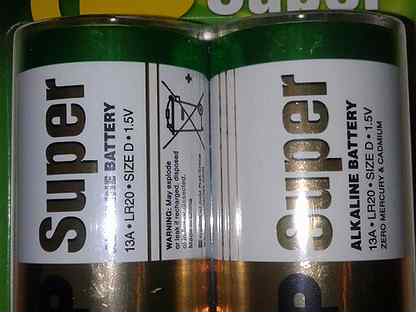 Super
Super
ALKALINE BATTERY
13A • LR20 • SIZE D • 1.5V
WARNING: May explode
or leak if recharged, disposed
Super
ALKALINE BATTERY
13A • LR20 • SIZE D • 1.5V
ZERO MERCURY & CADMIUM
P
P